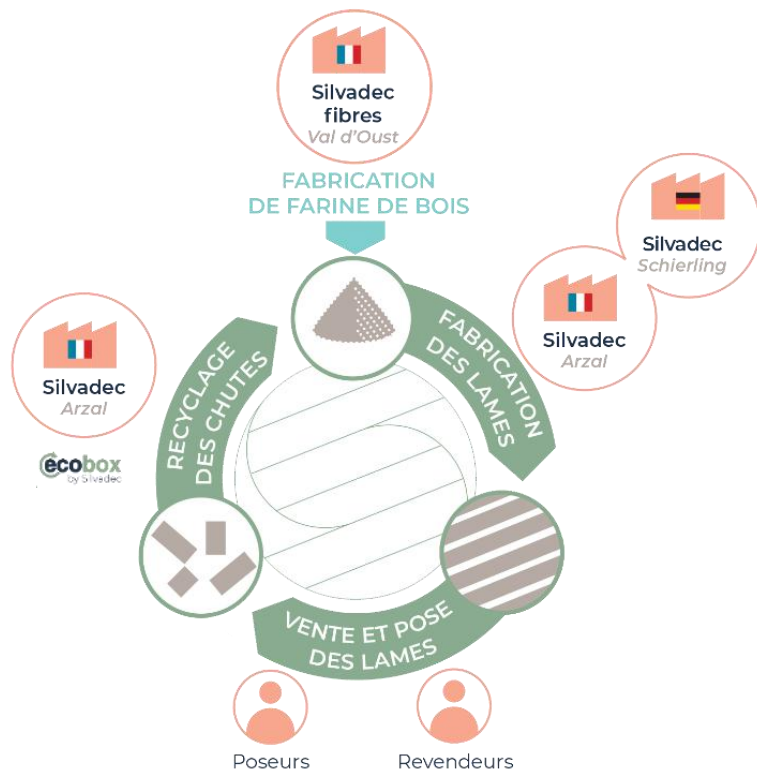 Silvadec
fibres
Val d'Oust
FABRICATION
DE FARINE DE BOIS
Silvadec
Schierling
Silvadec
Arzal
FABRICATION
DES LAMES
Silvadec
Arzal
ecobox
by Silvadec
RECYCLAGE
DES CHUTES
VENTE ET POSE
DES LAMES
Poseurs
Revendeurs